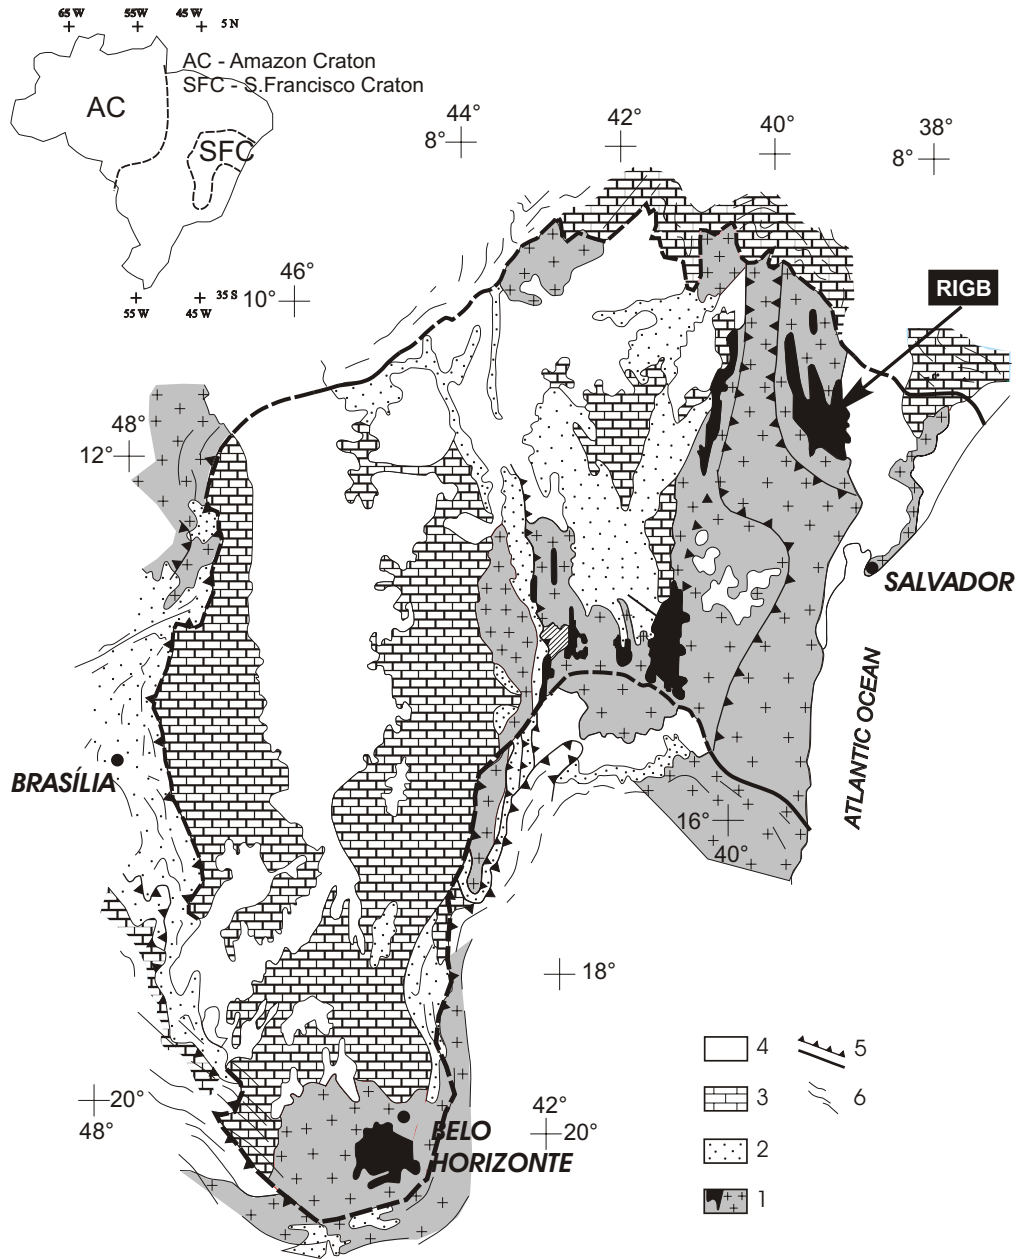 65 W 55W 45 W 5 N
AC - Amazon Craton
SFC - S.Francisco Craton
AC
SFC
55 W 45 W 35 S
44° 42° 40° 38°
8° 8°
46°
10°
RIGB
48°
12°
SALVADOR
ATLANTIC OCEAN
BRASÍLIA
16°
40°
18°
4 5
3 6
2
1
20°
48°
42°
20°
BELO
HORIZONTE